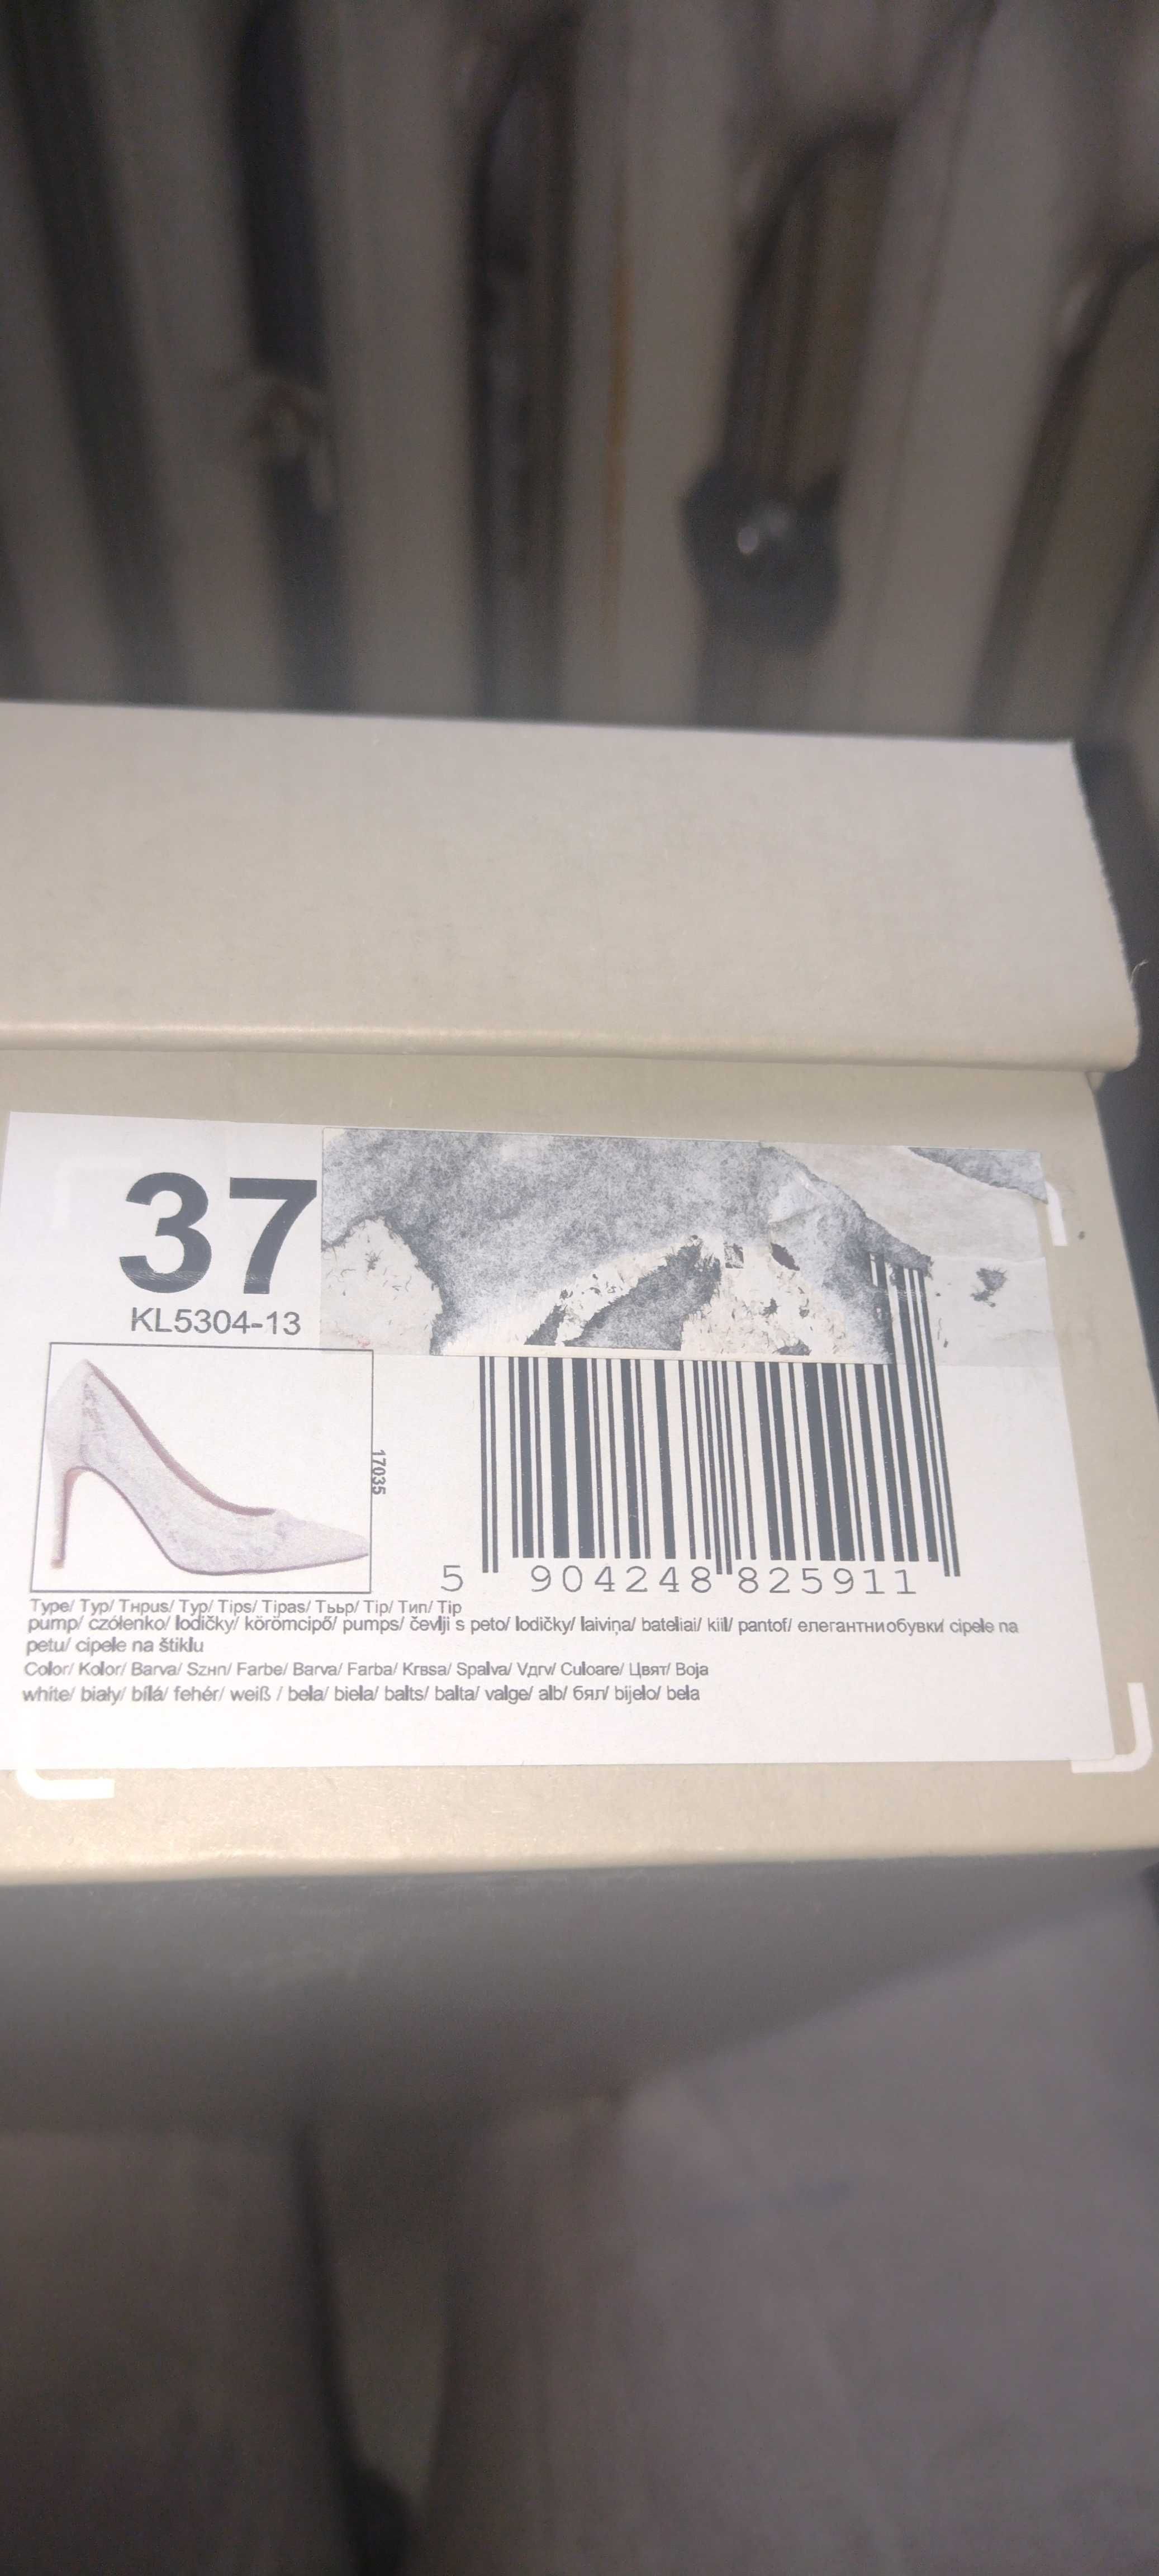 37
KL5304-13
17035
5 904248 825911
Type/ Typ/ Tнpus/ Typ/ Tips/ Tipas/ Tььp/ Tip/ Тип/ Tip
pump/ czółenko/ lodičky/ körömcipő/ pumps/ čevlji s peto/ lodičky/ laiviņa/ bateliai/ kiil/ pantof/ елегантниобувки/ cipele na
petu/ cipele na štiklu
Color/ Kolor/ Barva/ Szнn/ Farbe/ Barva/ Farba/ Krвsa/ Spalva/ Vдrv/ Culoare/ Цвят/ Boja
white/ biały/ bílá/ fehér/ weiß / bela/ biela/ balts/ balta/ valge/ alb/ бял/ bijelo/ bela